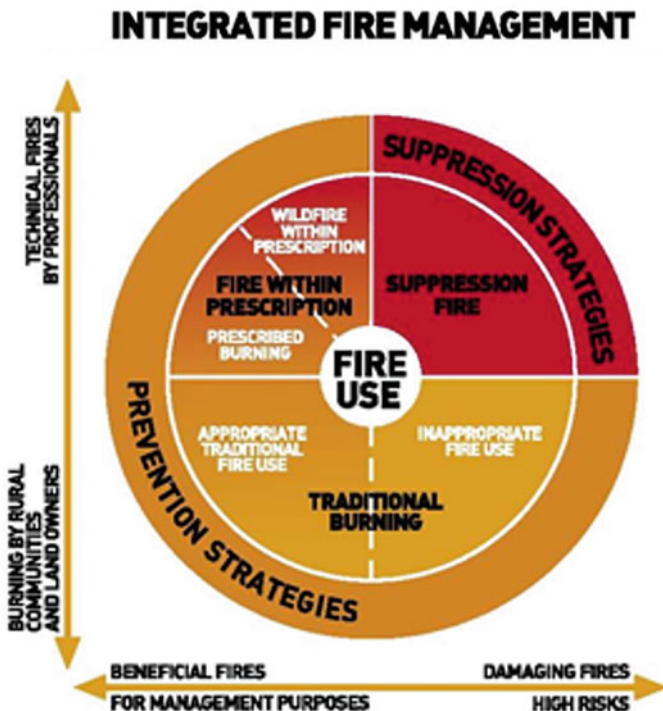 INTEGRATED FIRE MANAGEMENT
TECHNICAL FIRES
BY PROFESSIONALS
SUPPRESSION STRATEGIES
WILDFIRE
WITHIN
PRESCRIPTION
FIRE WITHIN
PRESCRIPTION
SUPPRESSION
FIRE
PRESCRIBED
BURNING
FIRE
USE
PREVENTION STRATEGIES
APPROPRIATE
TRADITIONAL
FIRE USE
INAPPROPRIATE
FIRE USE
TRADITIONAL
BURNING
BURNING BY RURAL
COMMUNITIES
AND LAND OWNERS
BENEFICIAL FIRES
DAMAGING FIRES
FOR MANAGEMENT PURPOSES
HIGH RISKS